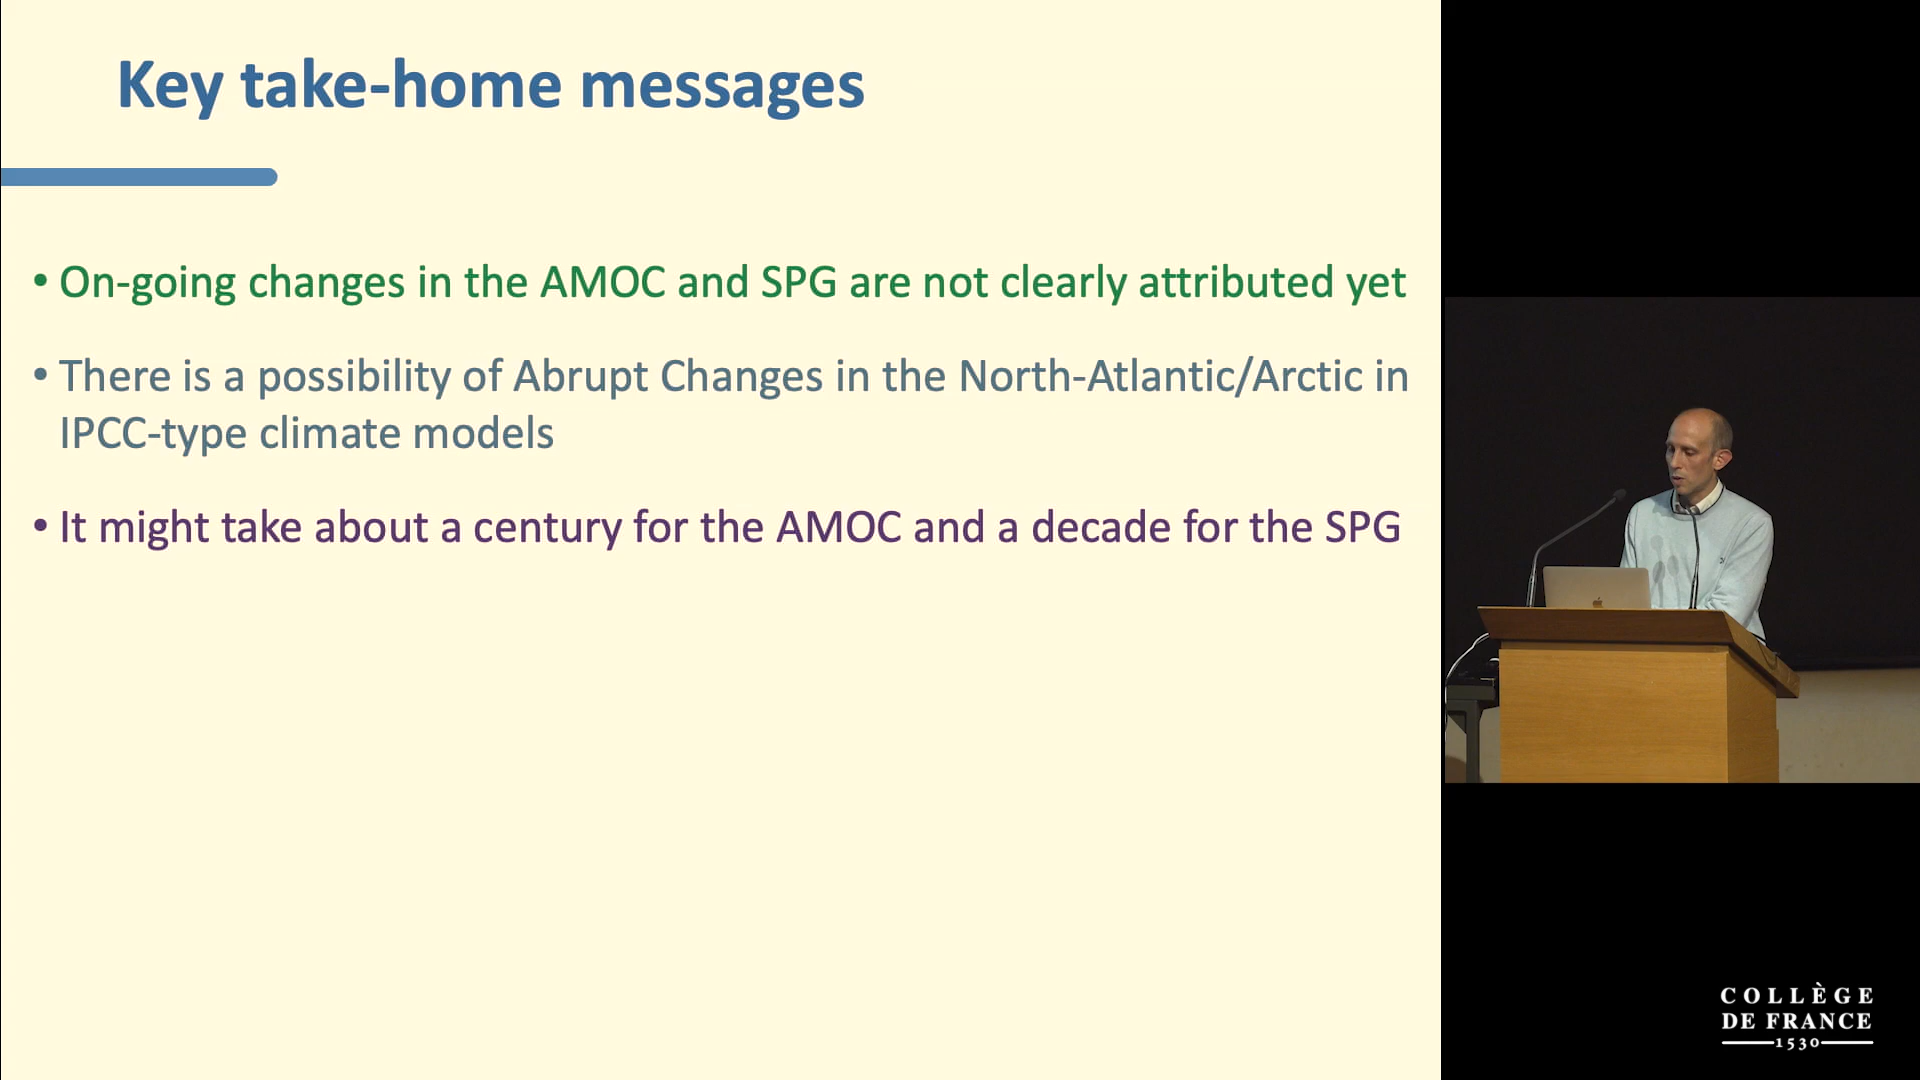 Key take-home messages
• On-going changes in the AMOC and SPG are not clearly attributed yet
• There is a possibility of Abrupt Changes in the North-Atlantic/Arctic in
IPCC-type climate models
• It might take about a century for the AMOC and a decade for the SPG
COLLÈGE
DE FRANCE
1530